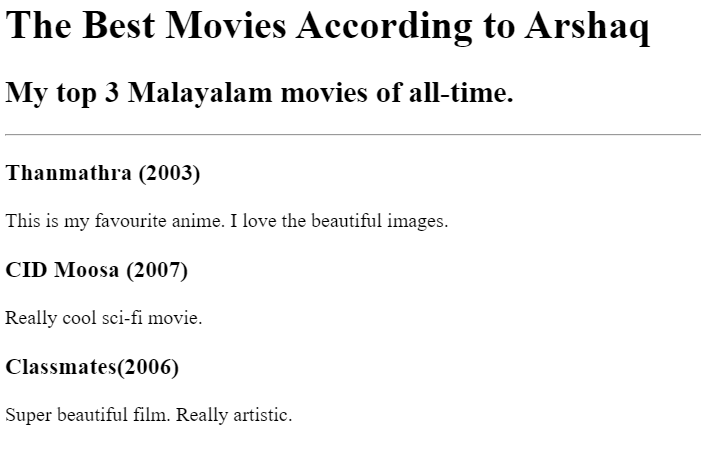 The Best Movies According to Arshaq
My top 3 Malayalam movies of all-time.
Thanmathra (2003)
This is my favourite anime. I love the beautiful images.
CID Moosa (2007)
Really cool sci-fi movie.
Classmates(2006)
Super beautiful film. Really artistic.